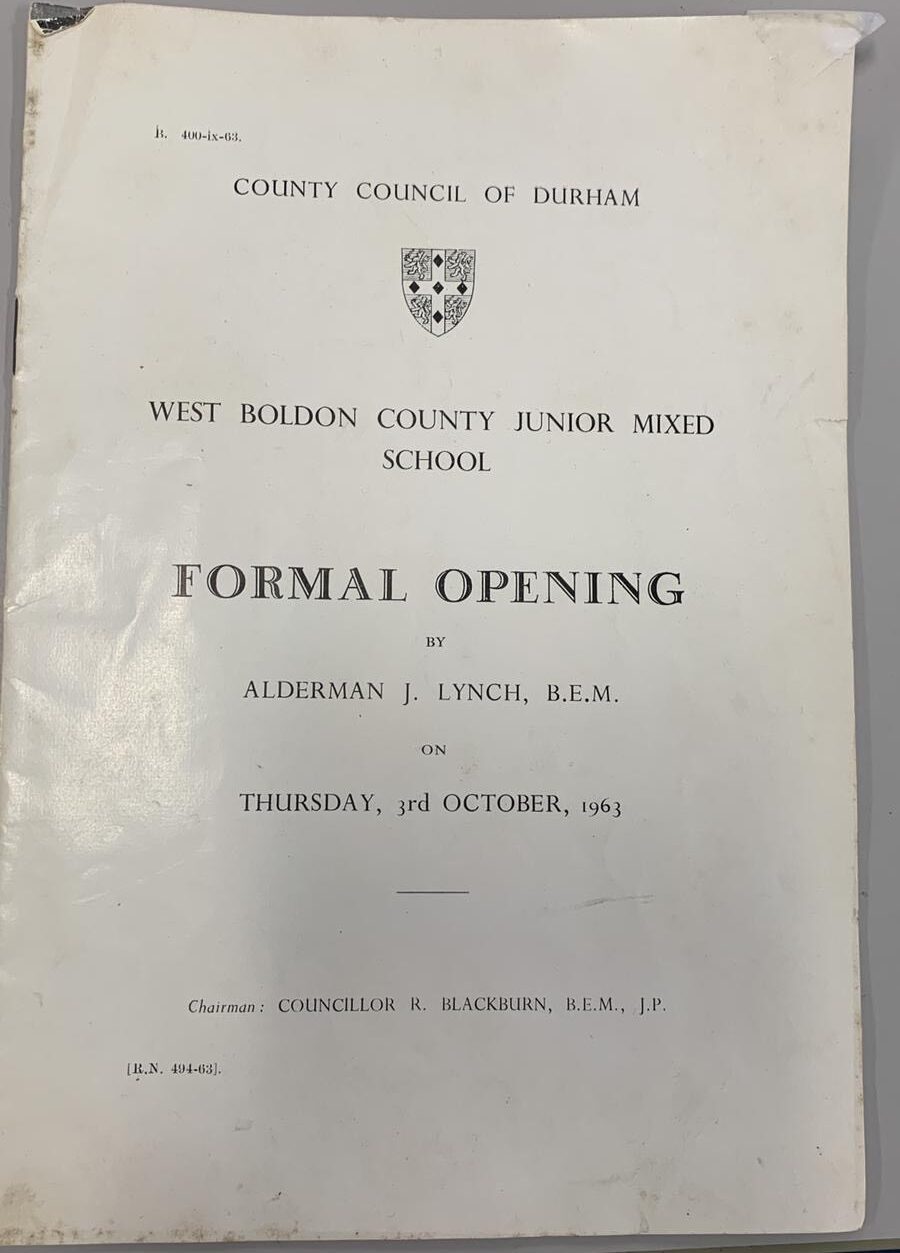 B. 400-ix-63.
COUNTY COUNCIL OF DURHAM
WEST BOLDON COUNTY JUNIOR MIXED
SCHOOL
FORMAL OPENING
BY
ALDERMAN J. LYNCH, B.E.M.
ON
THURSDAY, 3rd OCTOBER, 1963
Chairman: COUNCILLOR R. BLACKBURN, B.E.M., J.P.
[R.N. 494-63].